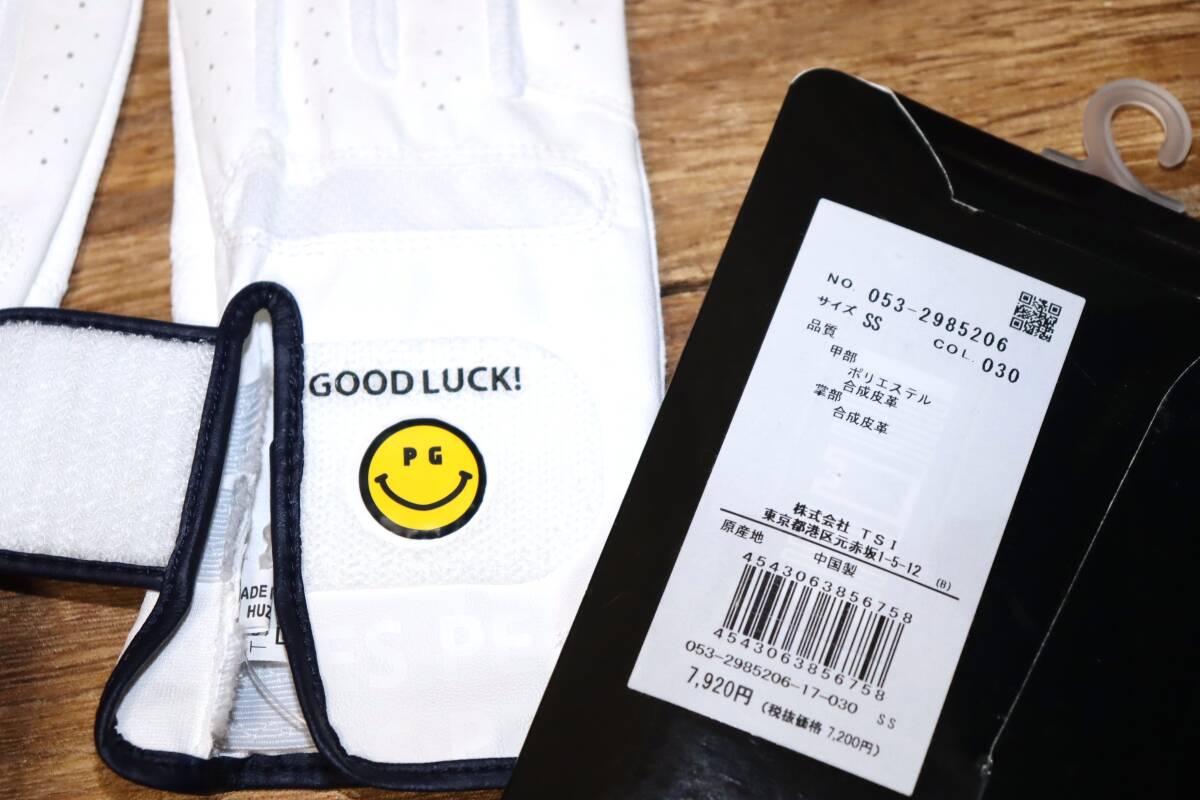 GOOD LUCK!
P G
NO. 053-2985206
サイズ SS
COL. 030
品質
甲部
ポリエステル
合成皮革
掌部
合成皮革
株式会社 TSI
東京都港区元赤坂1-5-12 (B)
原産地 中国製
4543063856758
4543063856758
053-2985206-17-030 SS
7,920円 (税抜価格 7,200円)